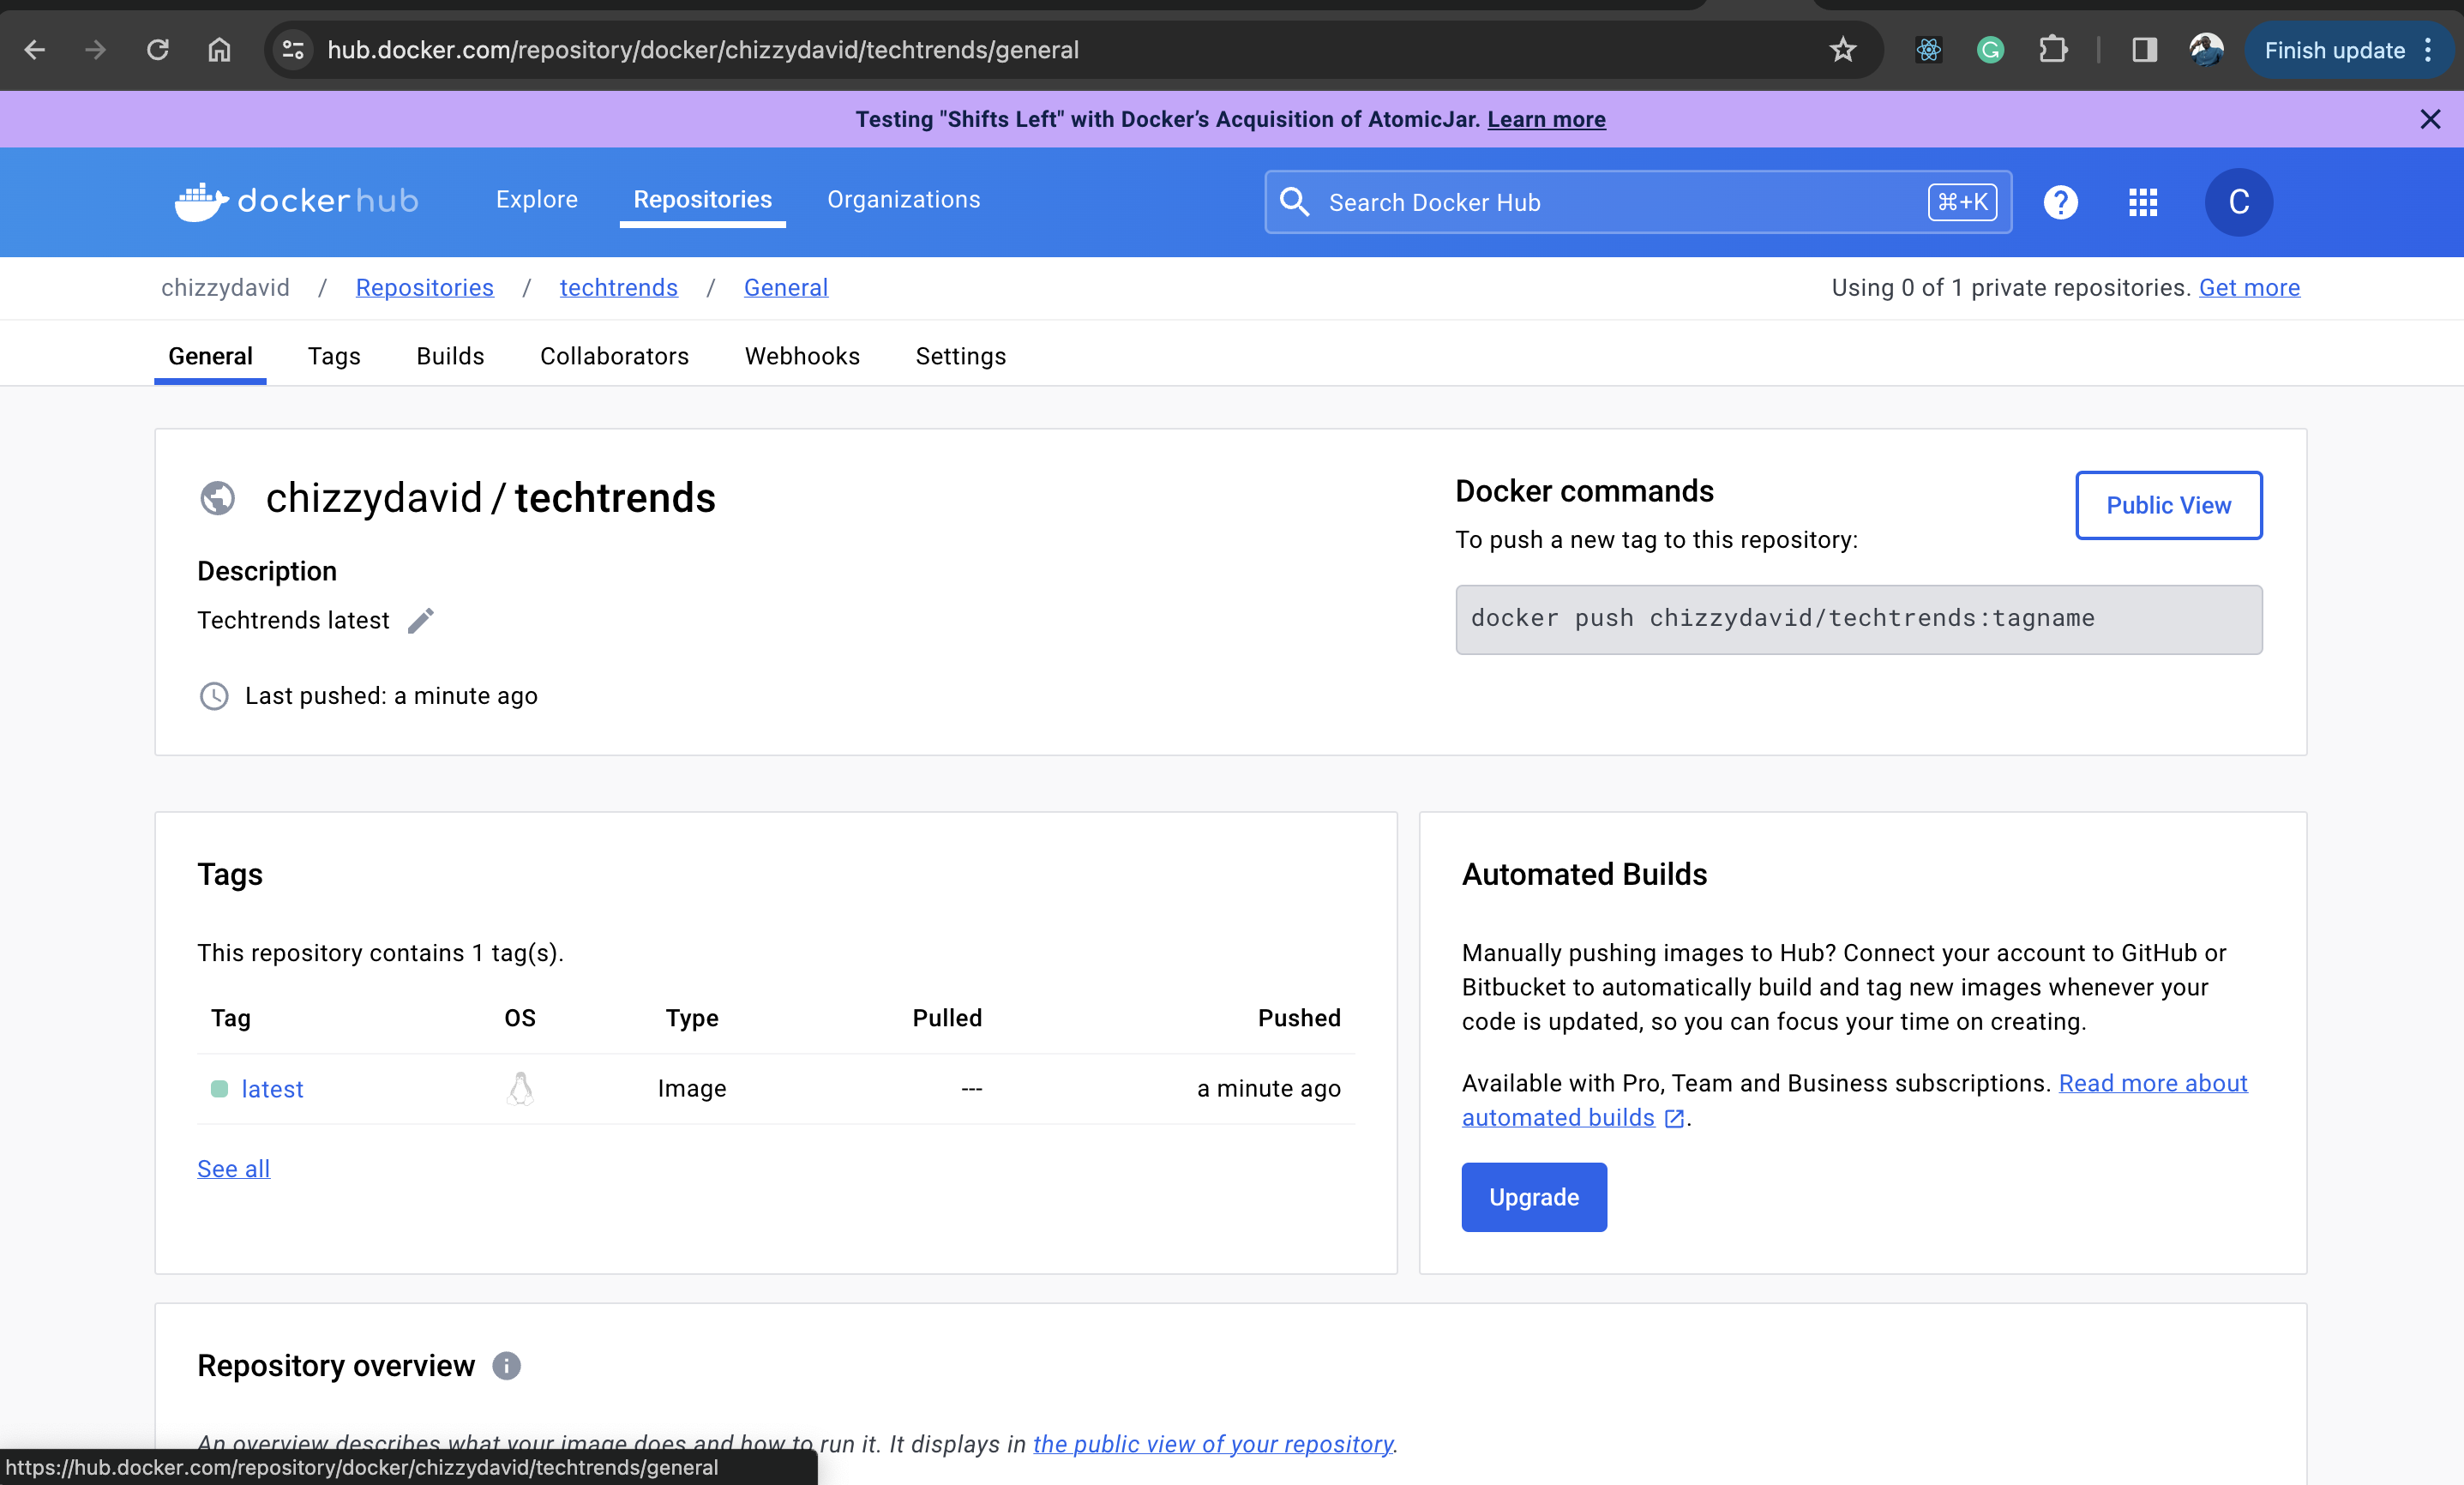 hub.docker.com/repository/docker/chizzydavid/techtrends/general
Finish update
Testing "Shifts Left" with Docker’s Acquisition of AtomicJar. Learn more
dockerhub
Explore
Repositories
Organizations
Search Docker Hub
⌘+K
C
chizzydavid / Repositories / techtrends / General
Using 0 of 1 private repositories. Get more
General
Tags
Builds
Collaborators
Webhooks
Settings
chizzydavid / techtrends
Description
Techtrends latest
Last pushed: a minute ago
Docker commands
To push a new tag to this repository:
Public View
docker push chizzydavid/techtrends:tagname
Tags
This repository contains 1 tag(s).
Tag OS Type Pulled Pushed
latest Image --- a minute ago
See all
Automated Builds
Manually pushing images to Hub? Connect your account to GitHub or
Bitbucket to automatically build and tag new images whenever your
code is updated, so you can focus your time on creating.
Available with Pro, Team and Business subscriptions. Read more about
automated builds .
Upgrade
Repository overview
An overview describes what your image does and how to run it. It displays in the public view of your repository.
https://hub.docker.com/repository/docker/chizzydavid/techtrends/general